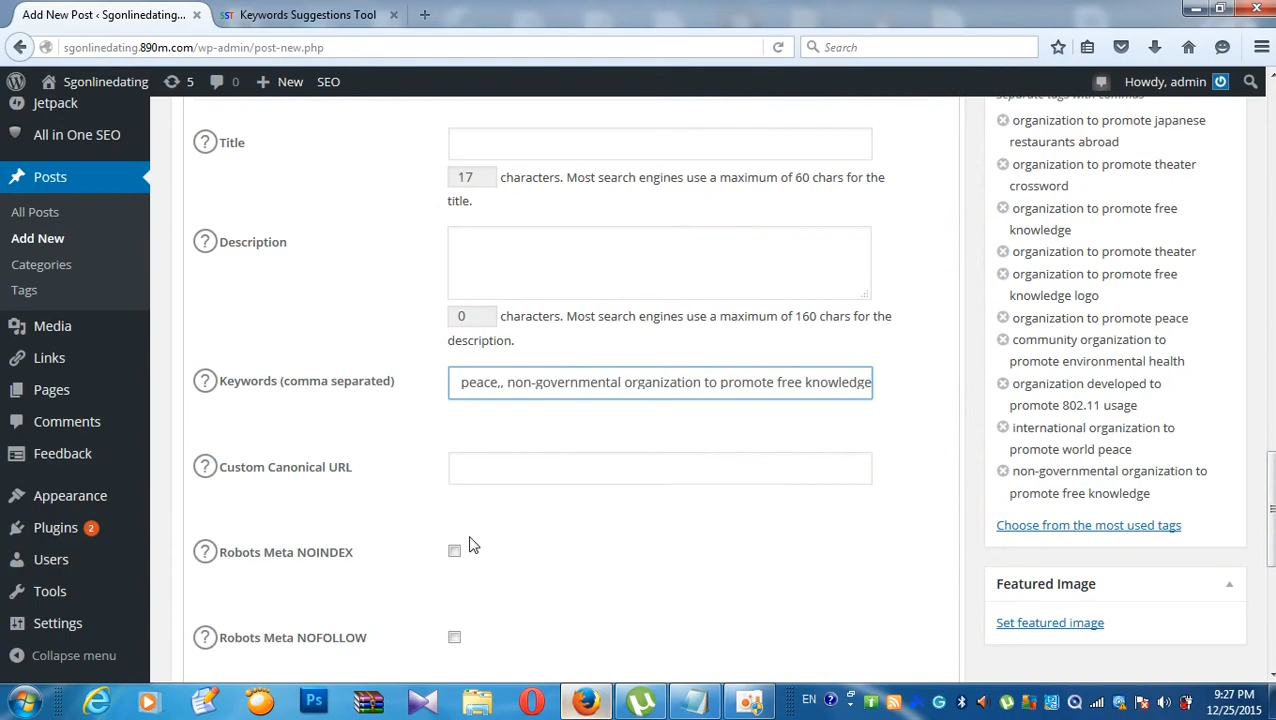 Add New Post ‹ Sgonlinedating... ×
SST Keywords Suggestions Tool ×
sgonlinedating.890m.com/wp-admin/post-new.php
Search
Sgonlinedating 5 0 New SEO
Howdy, admin
Jetpack
All in One SEO
Posts
All Posts
Add New
Categories
Tags
Media
Links
Pages
Comments
Feedback
Appearance
Plugins 2
Users
Tools
Settings
Collapse menu
? Title
17 characters. Most search engines use a maximum of 60 chars for the
title.
? Description
0 characters. Most search engines use a maximum of 160 chars for the
description.
? Keywords (comma separated)
peace,, non-governmental organization to promote free knowledge
? Custom Canonical URL
? Robots Meta NOINDEX
? Robots Meta NOFOLLOW
separate tags with commas
organization to promote japanese
restaurants abroad
organization to promote theater
crossword
organization to promote free
knowledge
organization to promote theater
organization to promote free
knowledge logo
organization to promote peace
community organization to
promote environmental health
organization developed to
promote 802.11 usage
international organization to
promote world peace
non-governmental organization to
promote free knowledge
Choose from the most used tags
Featured Image
Set featured image
Ps
EN
9:27 PM
12/25/2015